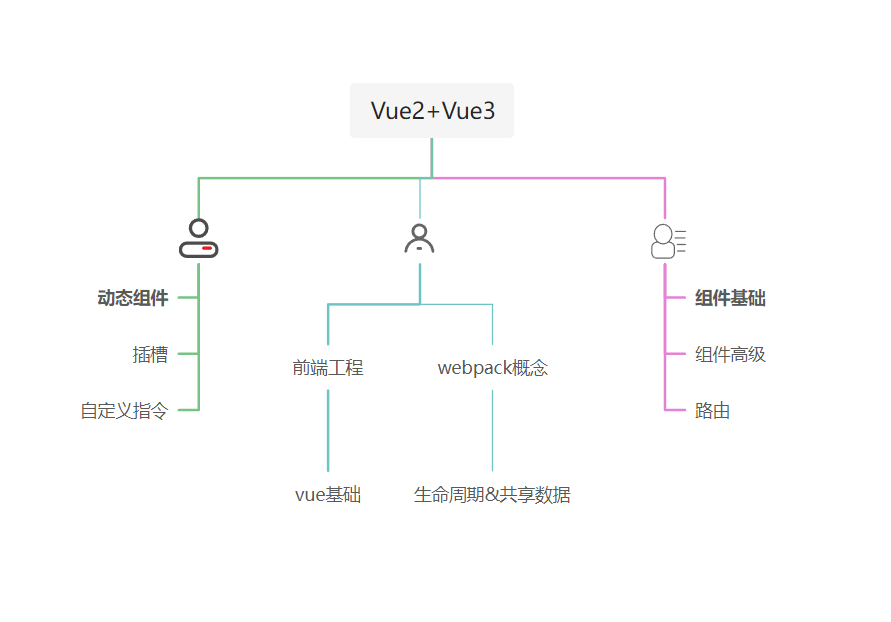 Vue2+Vue3
动态组件
插槽
自定义指令
前端工程
webpack概念
vue基础
生命周期&共享数据
组件基础
组件高级
路由